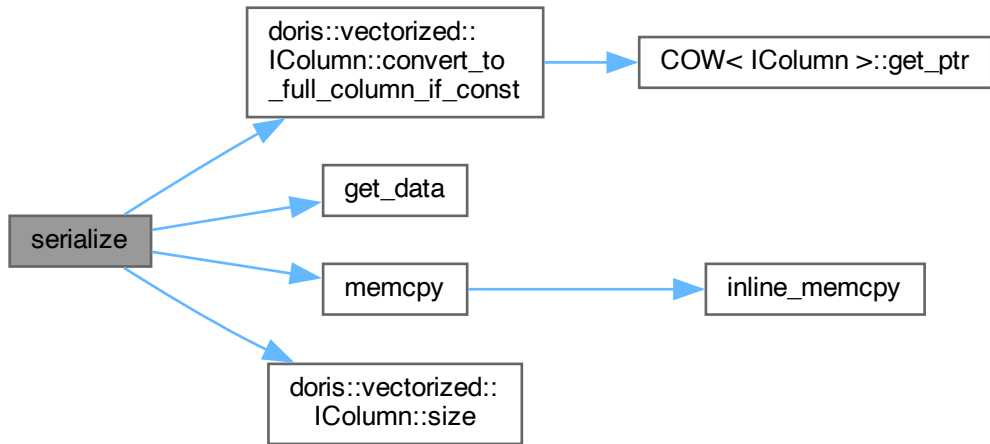 doris::vectorized::
IColumn::convert_to
_full_column_if_const
COW< IColumn >::get_ptr
get_data
serialize
memcpy
inline_memcpy
doris::vectorized::
IColumn::size